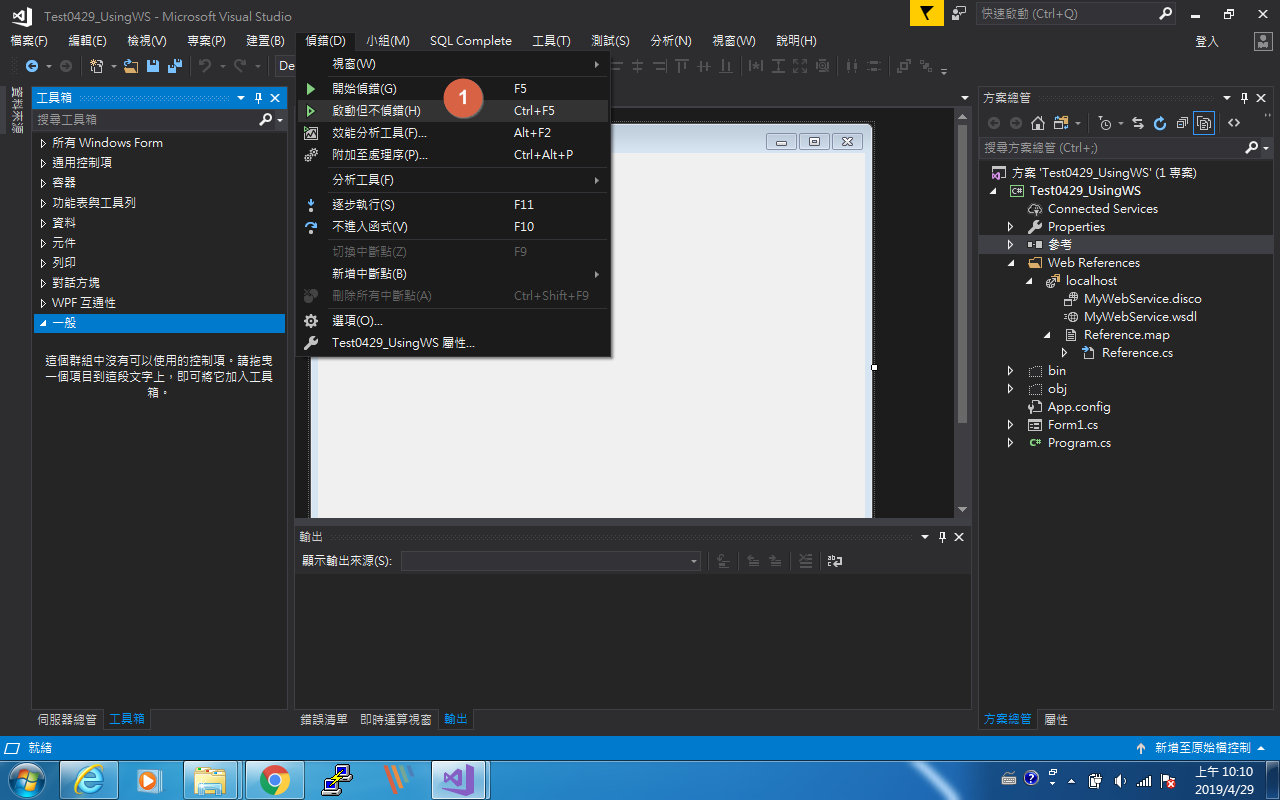 Test0429_UsingWS - Microsoft Visual Studio
快速啟動 (Ctrl+Q)
檔案(F) 編輯(E) 檢視(V) 專案(P) 建置(B) 偵錯(D) 小組(M) SQL Complete 工具(T) 測試(S) 分析(N) 視窗(W) 說明(H)
登入
De
視窗(W)
開始偵錯(G) F5
啟動但不偵錯(H) Ctrl+F5
1
效能分析工具(F)... Alt+F2
附加至處理序(P)... Ctrl+Alt+P
分析工具(F)
逐步執行(S) F11
不進入函式(V) F10
切換中斷點(Z) F9
新增中斷點(B)
刪除所有中斷點(A) Ctrl+Shift+F9
選項(O)...
Test0429_UsingWS 屬性...
資料來源
工具箱
搜尋工具箱
所有 Windows Form
通用控制項
容器
功能表與工具列
資料
元件
列印
對話方塊
WPF 互通性
一般
這個群組中沒有可以使用的控制項。請拖曳
一個項目到這段文字上，即可將它加入工具
箱。
伺服器總管 工具箱
輸出
顯示輸出來源(S):
錯誤清單 即時運算視窗 輸出
方案總管
搜尋方案總管 (Ctrl+;)
方案 'Test0429_UsingWS' (1 專案)
Test0429_UsingWS
Connected Services
Properties
參考
Web References
localhost
MyWebService.disco
MyWebService.wsdl
Reference.map
Reference.cs
bin
obj
App.config
Form1.cs
Program.cs
方案總管 屬性
就緒
新增至原始檔控制
上午 10:10
2019/4/29